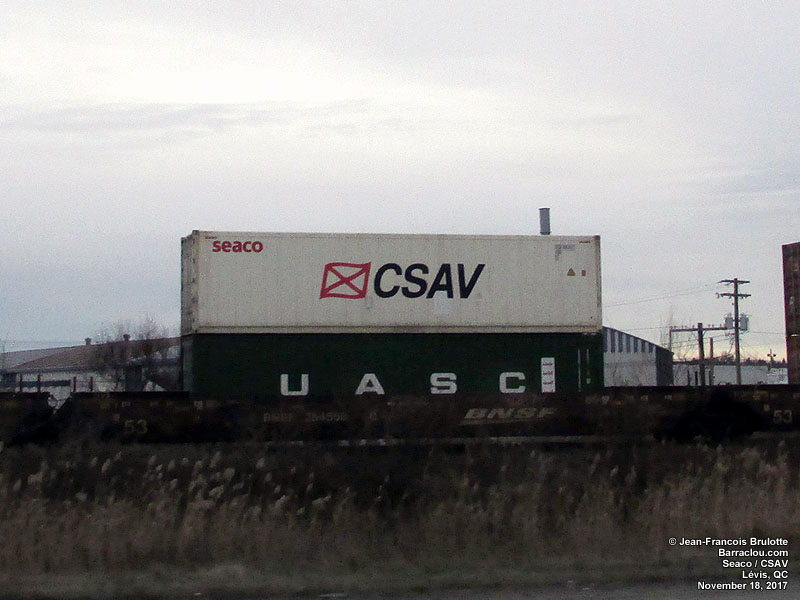 seaco
CSAV
UASC
53
BNSF
53
© Jean-Francois Brulotte
Barraclou.com
Seaco / CSAV
Lévis, QC
November 18, 2017